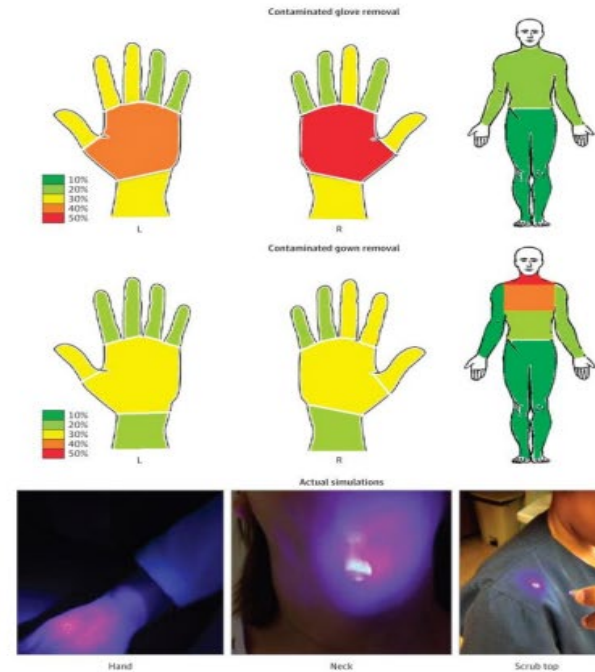 Contaminated glove removal
10%
20%
30%
40%
50%
L
R
Contaminated gown removal
10%
20%
30%
40%
50%
L
R
Actual simulations
Hand
Neck
Scrub top